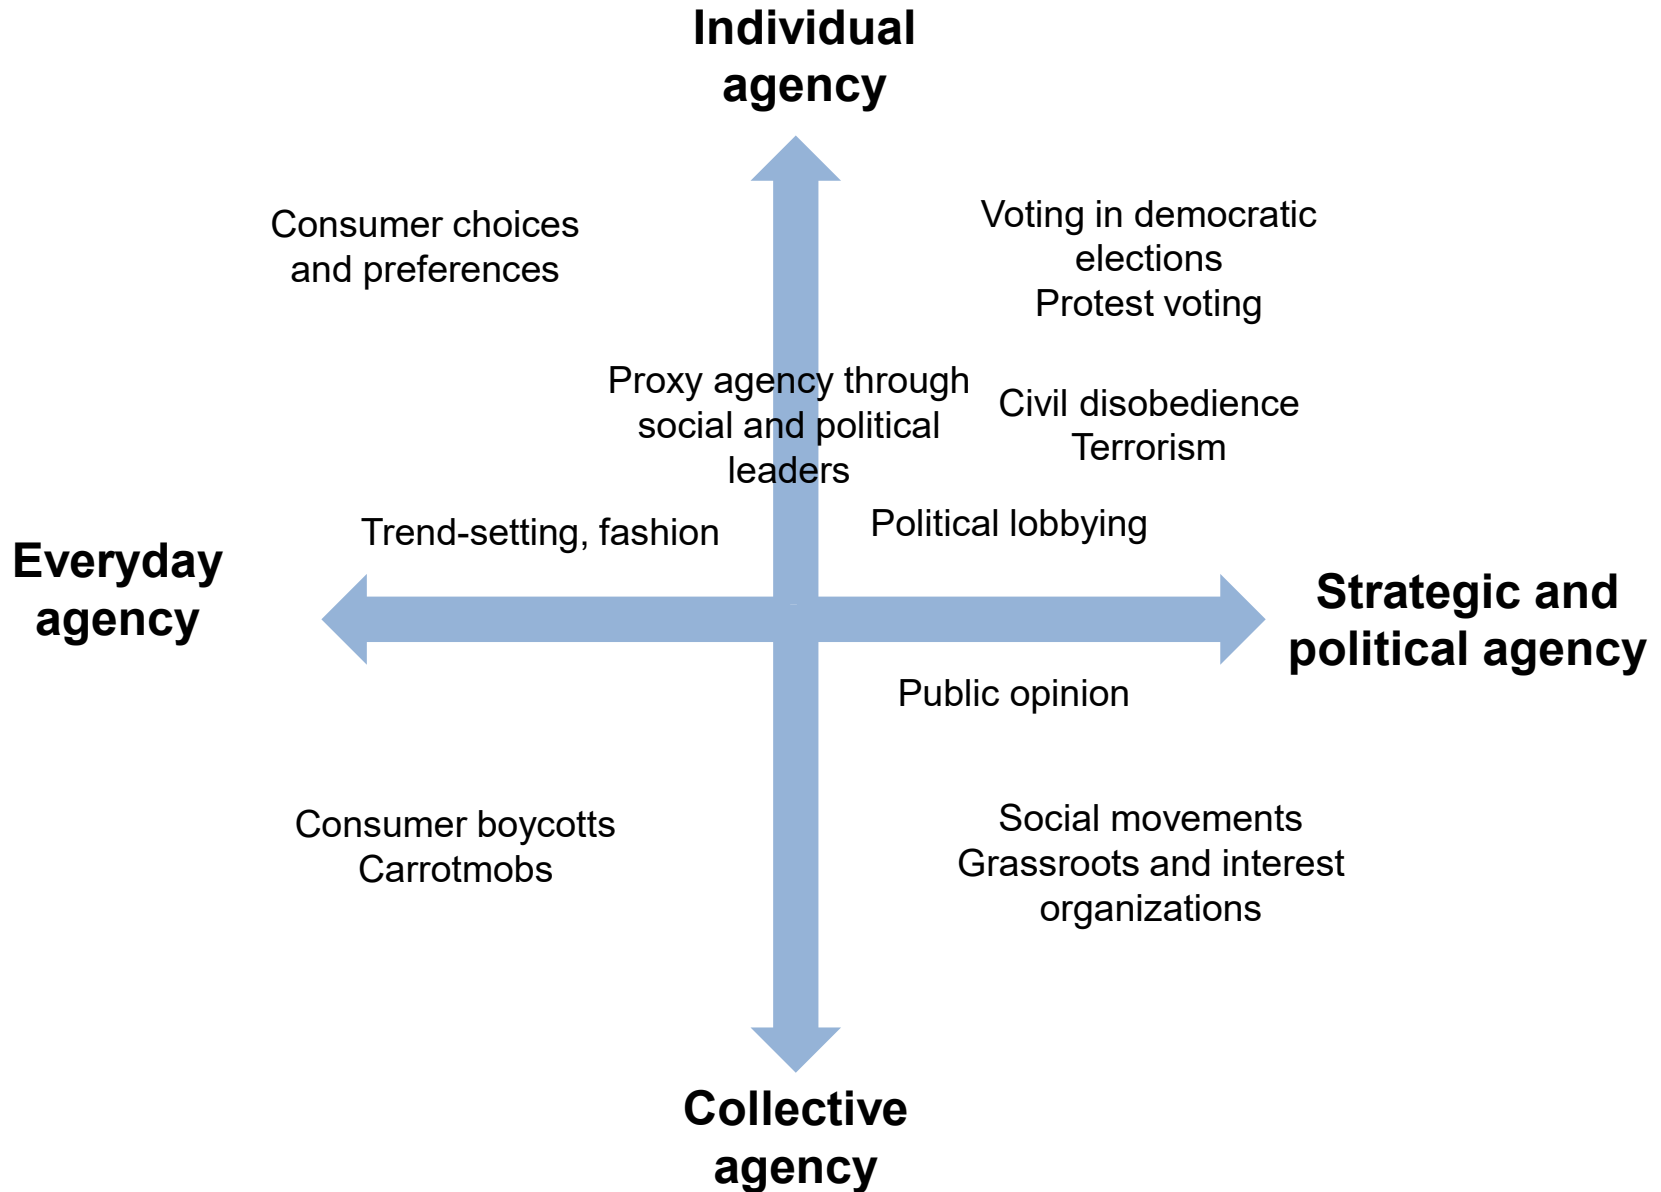 Individual
agency
Consumer choices
and preferences
Voting in democratic
elections
Protest voting
Proxy agency through
social and political
leaders
Civil disobedience
Terrorism
Trend-setting, fashion
Political lobbying
Everyday
agency
Strategic and
political agency
Public opinion
Consumer boycotts
Carrotmobs
Social movements
Grassroots and interest
organizations
Collective
agency